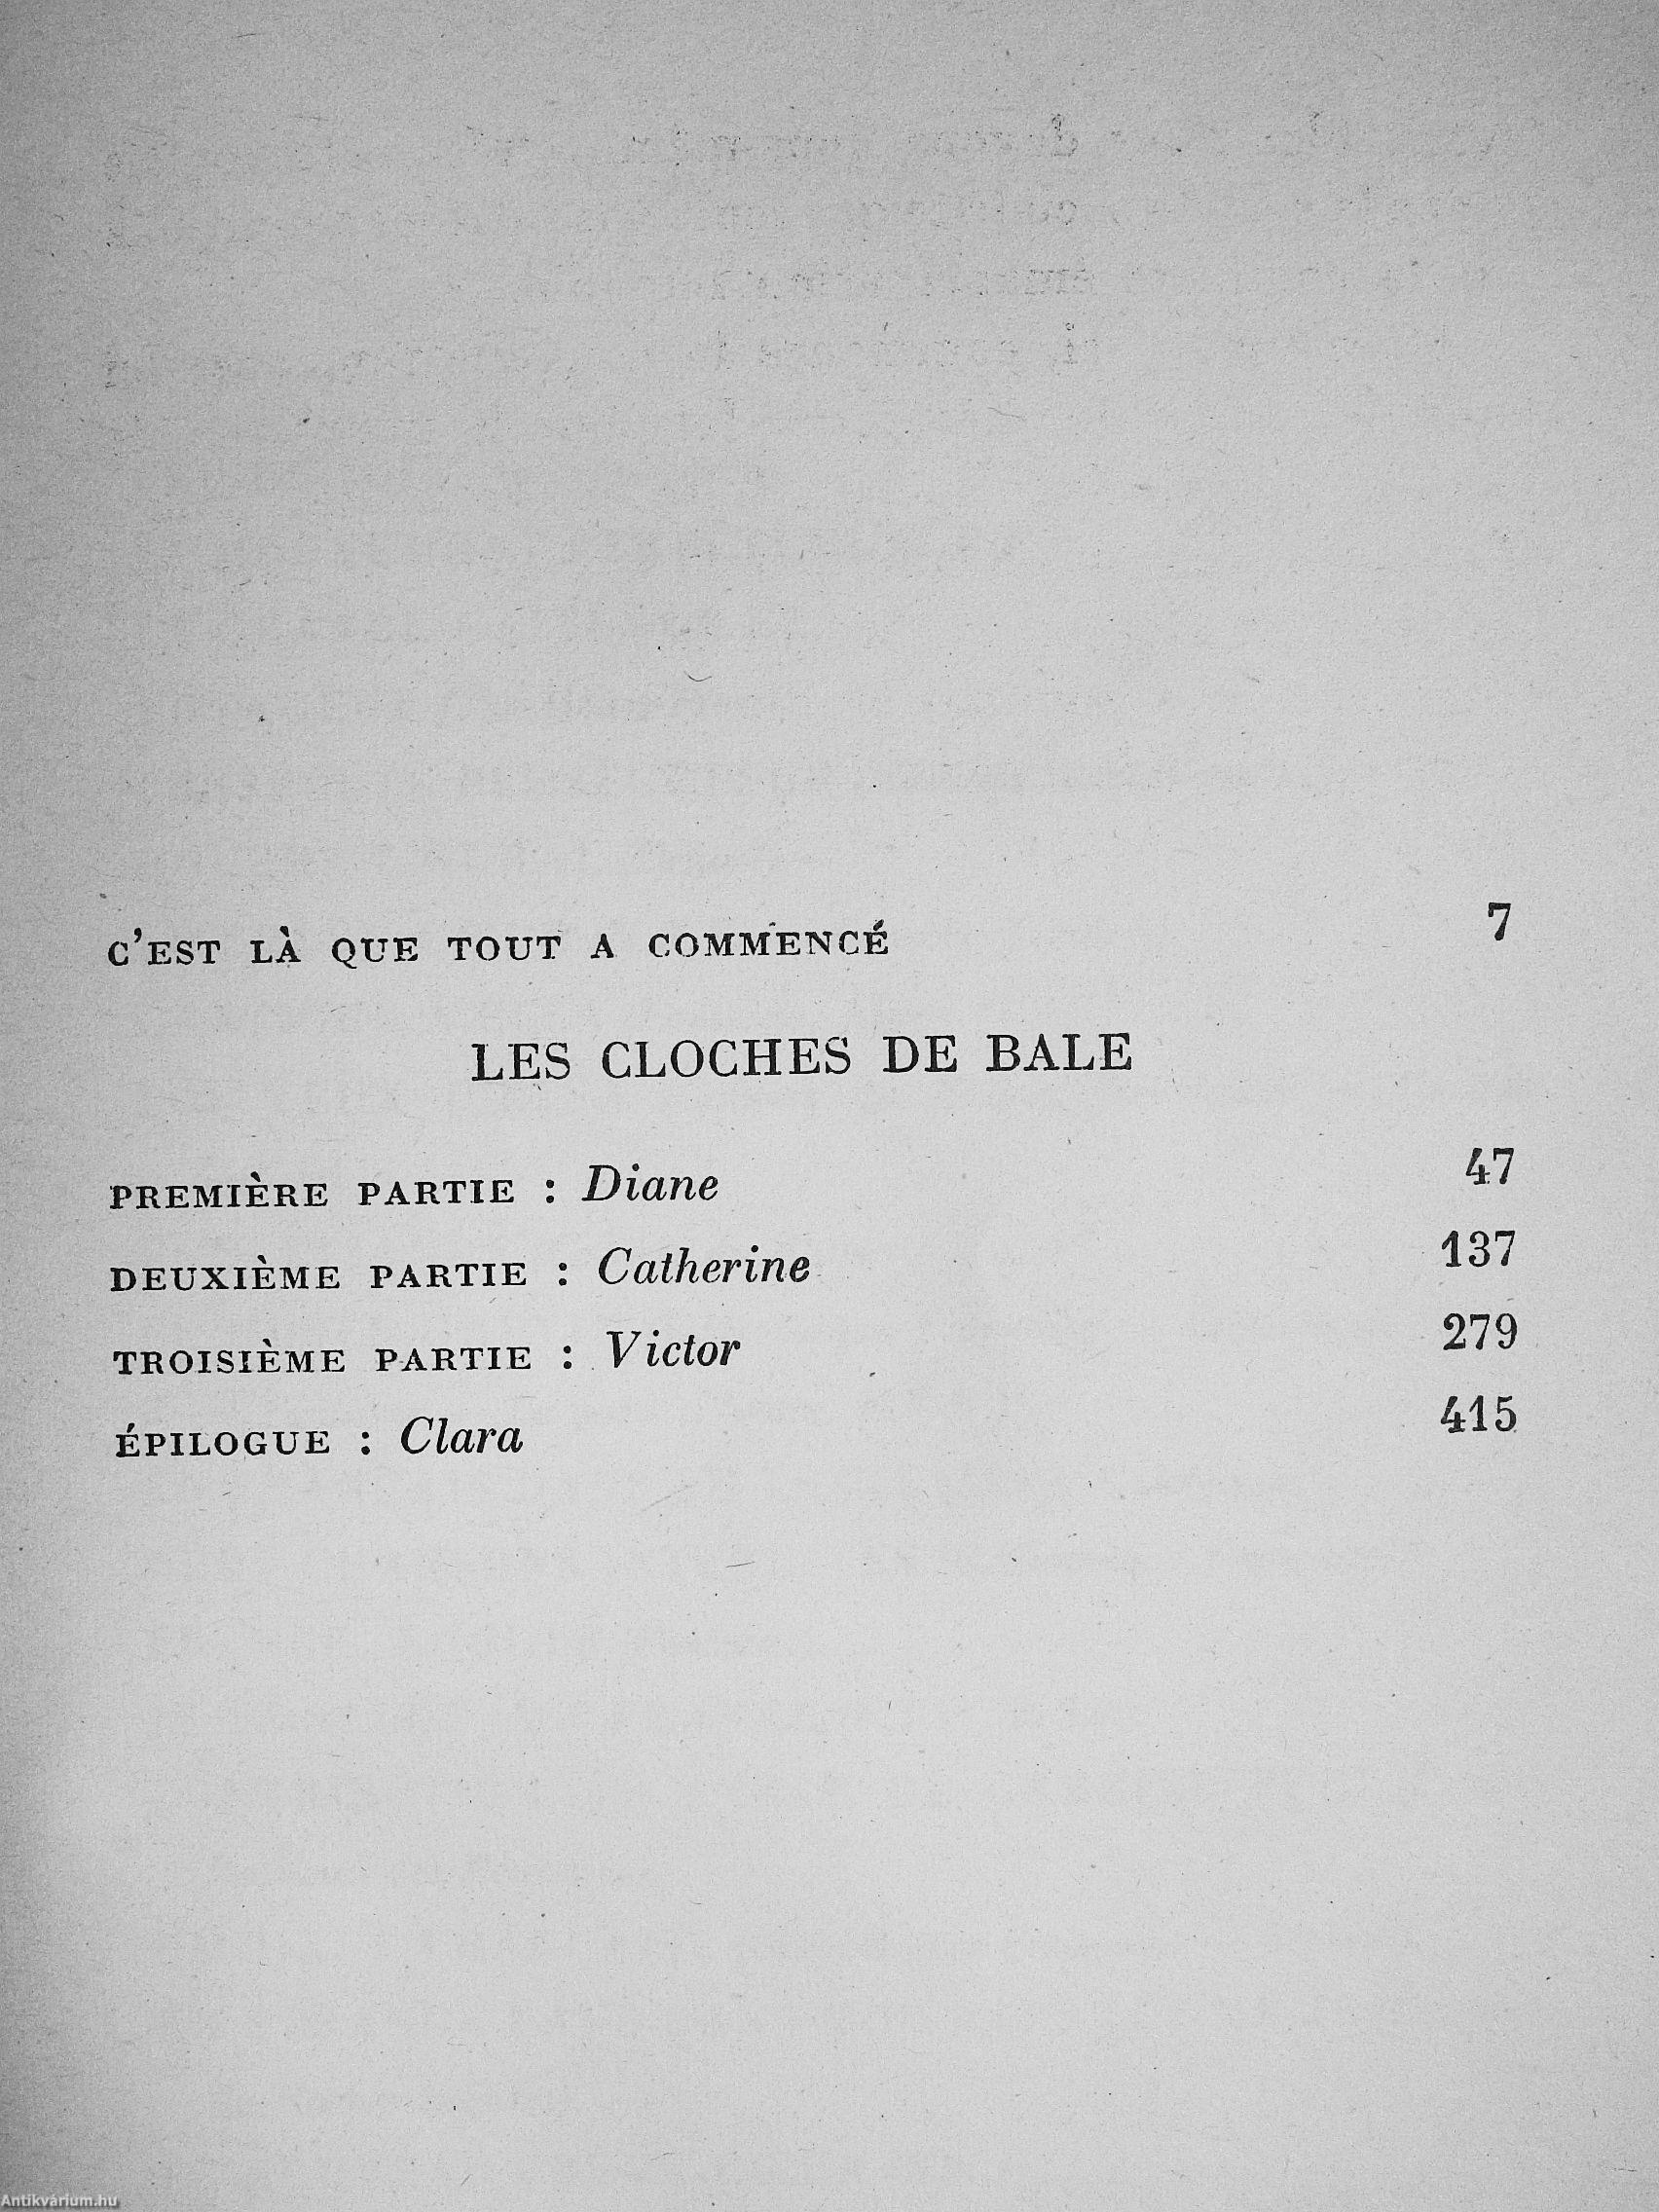 C'EST LÀ QUE TOUT A COMMENCÉ 7
LES CLOCHES DE BALE
PREMIÈRE PARTIE : Diane 47
DEUXIÈME PARTIE : Catherine 137
TROISIÈME PARTIE : Victor 279
ÉPILOGUE : Clara 415
Antikvárium.hu